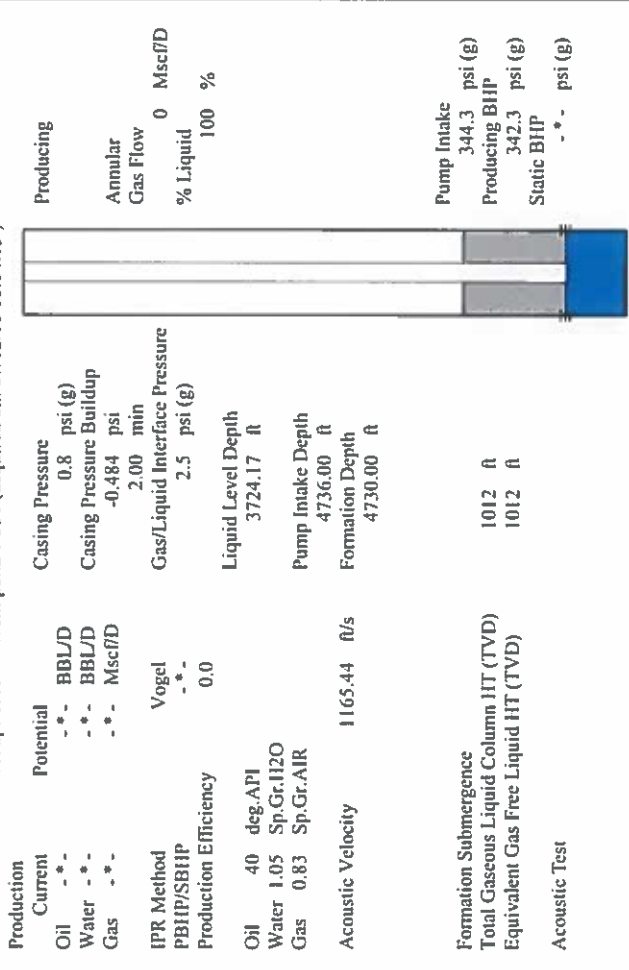 Production
Current Potential
Oil - * - - * - BBL/D
Water - * - - * - BBL/D
Gas - * - - * - Mscf/D
IPR Method Vogel
PBHP/SBHP - * -
Production Efficiency 0.0
Oil 40 deg.API
Water 1.05 Sp.Gr.H2O
Gas 0.83 Sp.Gr.AIR
Acoustic Velocity 1165.44 ft/s
Formation Submergence
Total Gaseous Liquid Column HT (TVD) 1012 ft
Equivalent Gas Free Liquid HT (TVD) 1012 ft
Acoustic Test
Casing Pressure
0.8 psi (g)
Casing Pressure Buildup
-0.484 psi
2.00 min
Gas/Liquid Interface Pressure
2.5 psi (g)
Liquid Level Depth
3724.17 ft
Pump Intake Depth
4736.00 ft
Formation Depth
4730.00 ft
Producing
Annular
Gas Flow
0 Mscf/D
% Liquid
100 %
Pump Intake
344.3 psi (g)
Producing BHP
342.3 psi (g)
Static BHP
- * - psi (g)